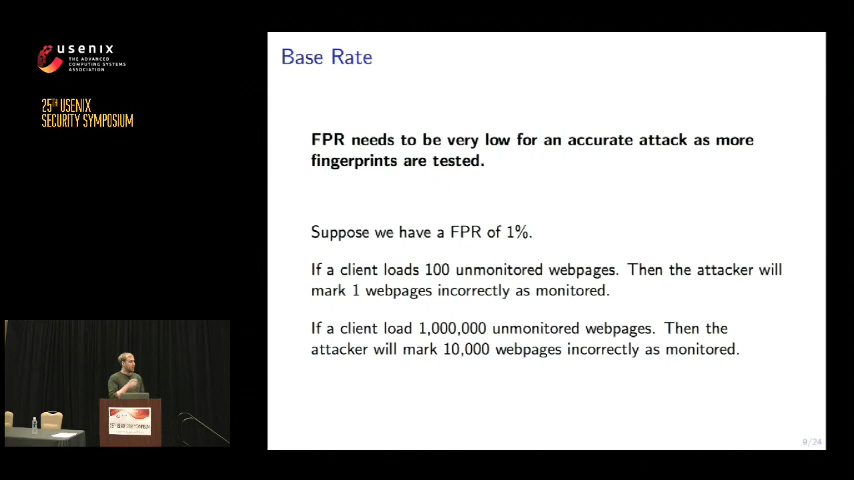 usenix
THE ADVANCED
COMPUTING SYSTEMS
ASSOCIATION
25TH USENIX
SECURITY SYMPOSIUM
Base Rate
FPR needs to be very low for an accurate attack as more
fingerprints are tested.
Suppose we have a FPR of 1%.
If a client loads 100 unmonitored webpages. Then the attacker will
mark 1 webpages incorrectly as monitored.
If a client load 1,000,000 unmonitored webpages. Then the
attacker will mark 10,000 webpages incorrectly as monitored.
9/24